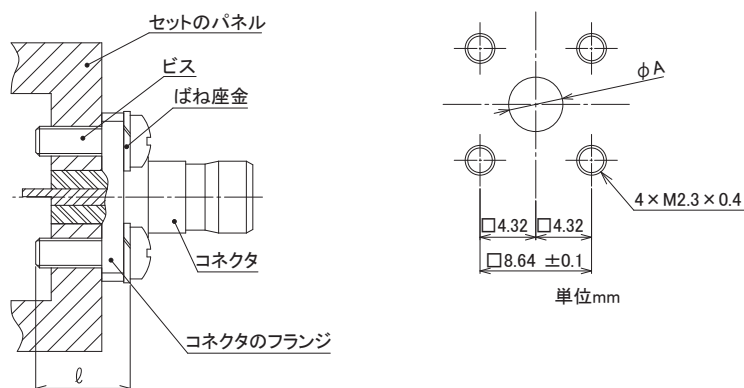 セットのパネル
ビス
ばね座金
コネクタ
コネクタのフランジ
ℓ
φA
4×M2.3×0.4
□4.32 □4.32
□8.64 ±0.1
単位mm